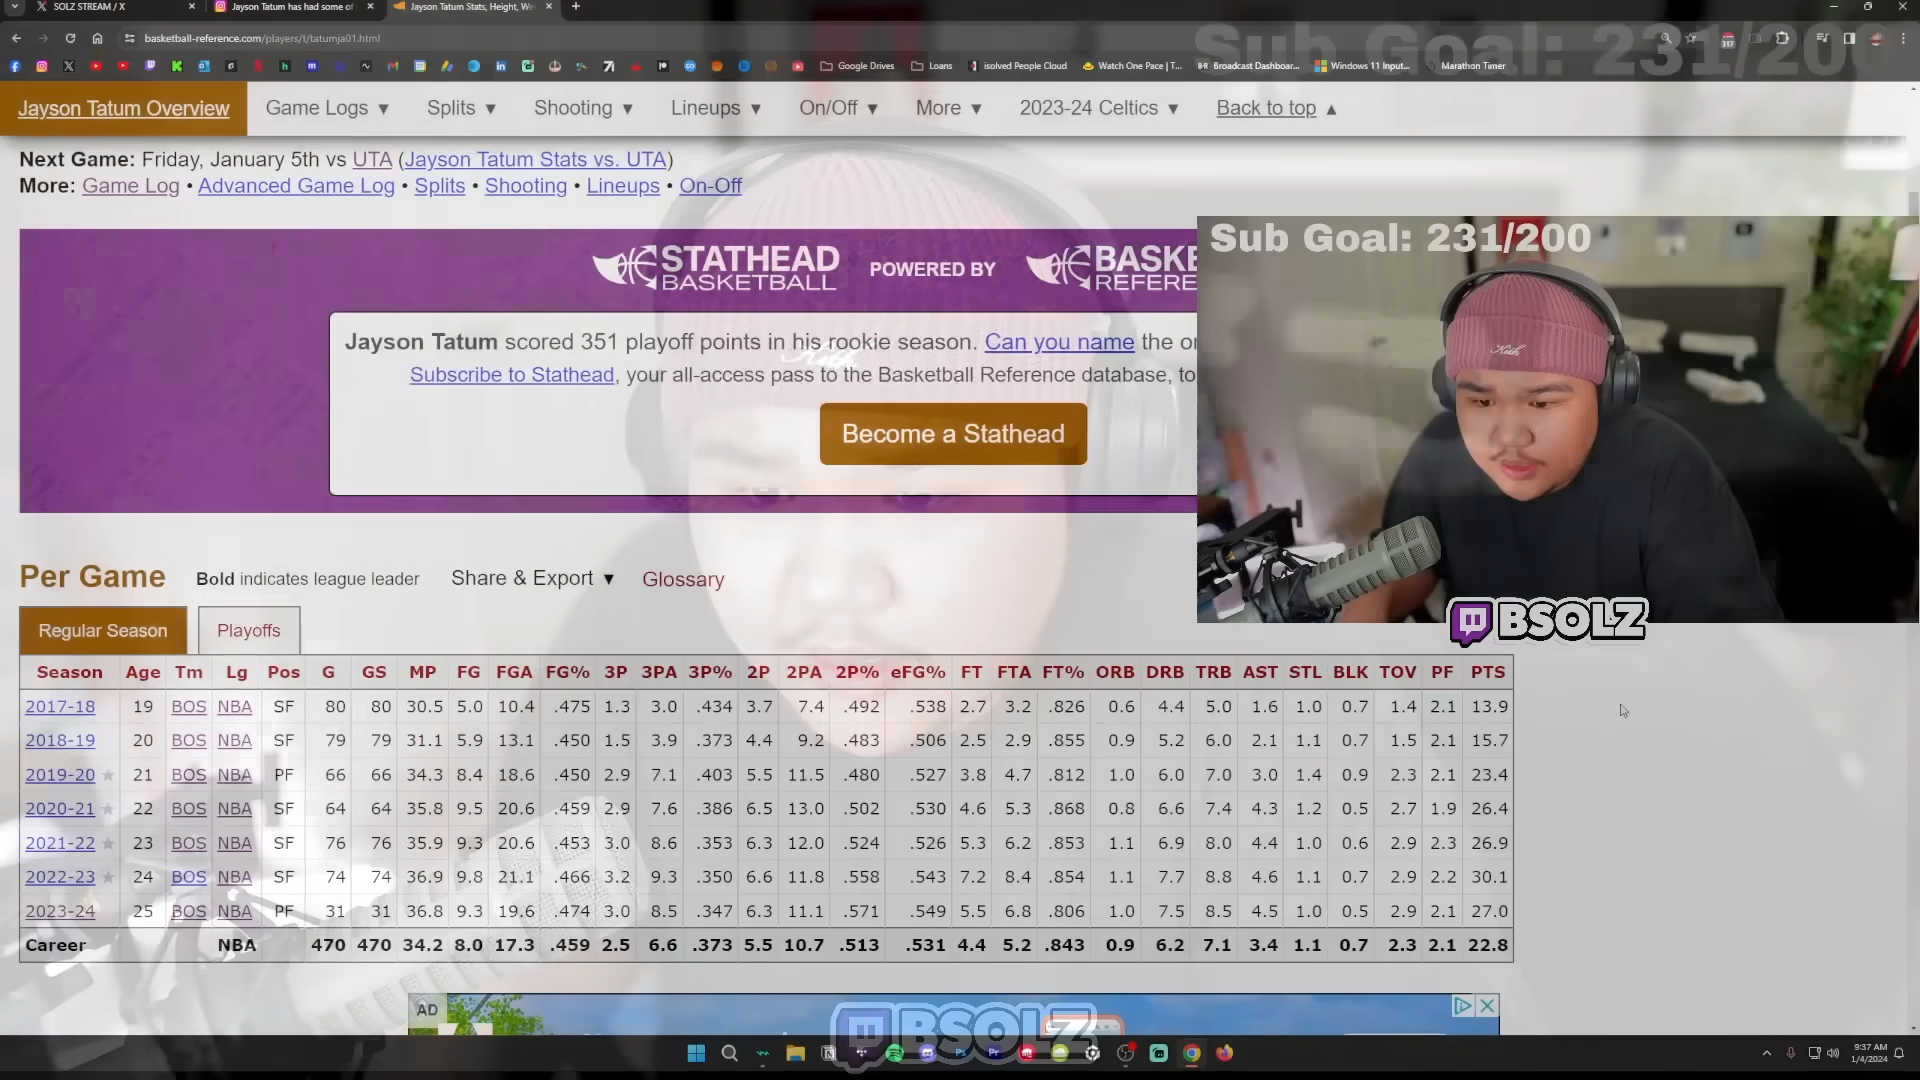 SOLZ STREAM / X
Jayson Tatum has had some of
Jayson Tatum Stats, Height, We
basketball-reference.com/players/t/tatumja01.html
Sub Goal: 231/200
Google Drives
Loans
isolved People Cloud
Watch One Pace | T...
Broadcast Dashboar...
Windows 11 Input...
Marathon Timer
Jayson Tatum Overview Game Logs ▼ Splits ▼ Shooting ▼ Lineups ▼ On/Off ▼ More ▼ 2023-24 Celtics ▼ Back to top ▲
Next Game: Friday, January 5th vs UTA (Jayson Tatum Stats vs. UTA)
More: Game Log • Advanced Game Log • Splits • Shooting • Lineups • On-Off
STATHEAD
BASKETBALL
POWERED BY
BASKE
REFERE
Jayson Tatum scored 351 playoff points in his rookie season. Can you name the
Subscribe to Stathead, your all-access pass to the Basketball Reference database, to
Become a Stathead
Sub Goal: 231/200
Keith
BSOLZ
Per Game Bold indicates league leader Share & Export ▼ Glossary
Regular Season Playoffs
Season Age Tm Lg Pos G GS MP FG FGA FG% 3P 3PA 3P% 2P 2PA 2P% eFG% FT FTA FT% ORB DRB TRB AST STL BLK TOV PF PTS
2017-18 19 BOS NBA SF 80 80 30.5 5.0 10.4 .475 1.3 3.0 .434 3.7 7.4 .492 .538 2.7 3.2 .826 0.6 4.4 5.0 1.6 1.0 0.7 1.4 2.1 13.9
2018-19 20 BOS NBA SF 79 79 31.1 5.9 13.1 .450 1.5 3.9 .373 4.4 9.2 .483 .506 2.5 2.9 .855 0.9 5.2 6.0 2.1 1.1 0.7 1.5 2.1 15.7
2019-20 ★ 21 BOS NBA PF 66 66 34.3 8.4 18.6 .450 2.9 7.1 .403 5.5 11.5 .480 .527 3.8 4.7 .812 1.0 6.0 7.0 3.0 1.4 0.9 2.3 2.1 23.4
2020-21 ★ 22 BOS NBA SF 64 64 35.8 9.5 20.6 .459 2.9 7.6 .386 6.5 13.0 .502 .530 4.6 5.3 .868 0.8 6.6 7.4 4.3 1.2 0.5 2.7 1.9 26.4
2021-22 ★ 23 BOS NBA SF 76 76 35.9 9.3 20.6 .453 3.0 8.6 .353 6.3 12.0 .524 .526 5.3 6.2 .853 1.1 6.9 8.0 4.4 1.0 0.6 2.9 2.3 26.9
2022-23 ★ 24 BOS NBA SF 74 74 36.9 9.8 21.1 .466 3.2 9.3 .350 6.6 11.8 .558 .543 7.2 8.4 .854 1.1 7.7 8.8 4.6 1.1 0.7 2.9 2.2 30.1
2023-24 25 BOS NBA PF 31 31 36.8 9.3 19.6 .474 3.0 8.5 .347 6.3 11.1 .571 .549 5.5 6.8 .806 1.0 7.5 8.5 4.5 1.0 0.5 2.9 2.1 27.0
Career NBA 470 470 34.2 8.0 17.3 .459 2.5 6.6 .373 5.5 10.7 .513 .531 4.4 5.2 .843 0.9 6.2 7.1 3.4 1.1 0.7 2.3 2.1 22.8
AD
BSOLZ
9:37 AM
1/4/2024